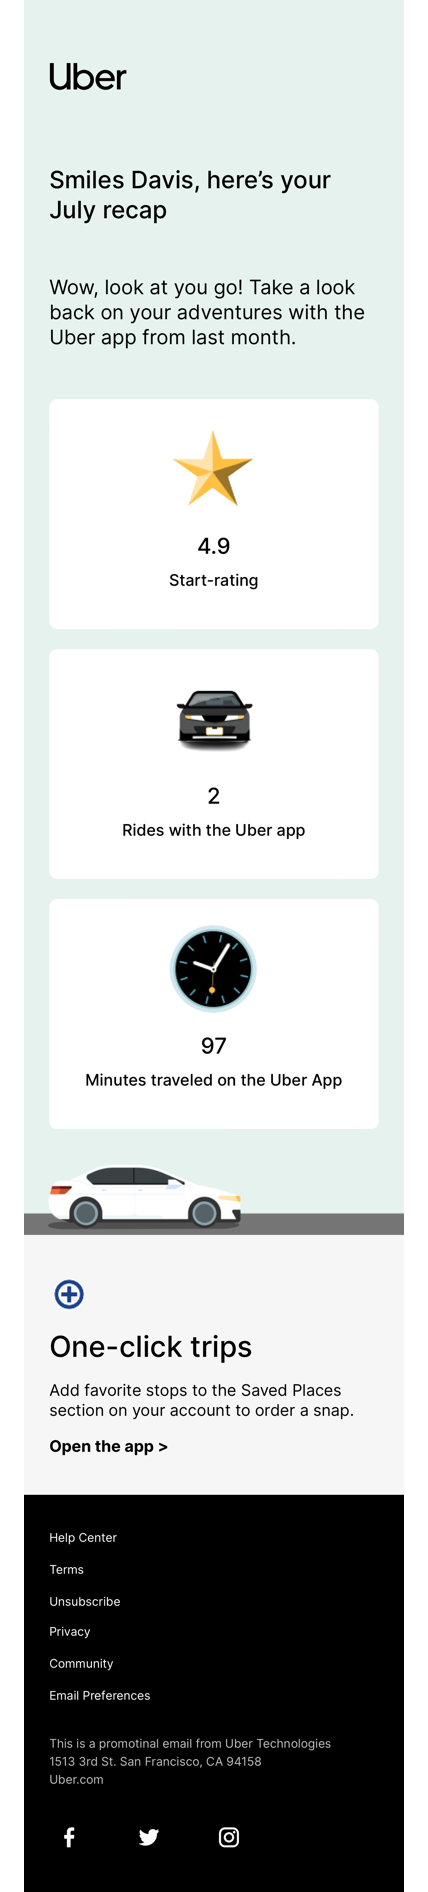 Uber
Smiles Davis, here’s your
July recap
Wow, look at you go! Take a look
back on your adventures with the
Uber app from last month.
4.9
Start-rating
2
Rides with the Uber app
97
Minutes traveled on the Uber App
One-click trips
Add favorite stops to the Saved Places
section on your account to order a snap.
Open the app >
Help Center
Terms
Unsubscribe
Privacy
Community
Email Preferences
This is a promotinal email from Uber Technologies
1513 3rd St. San Francisco, CA 94158
Uber.com